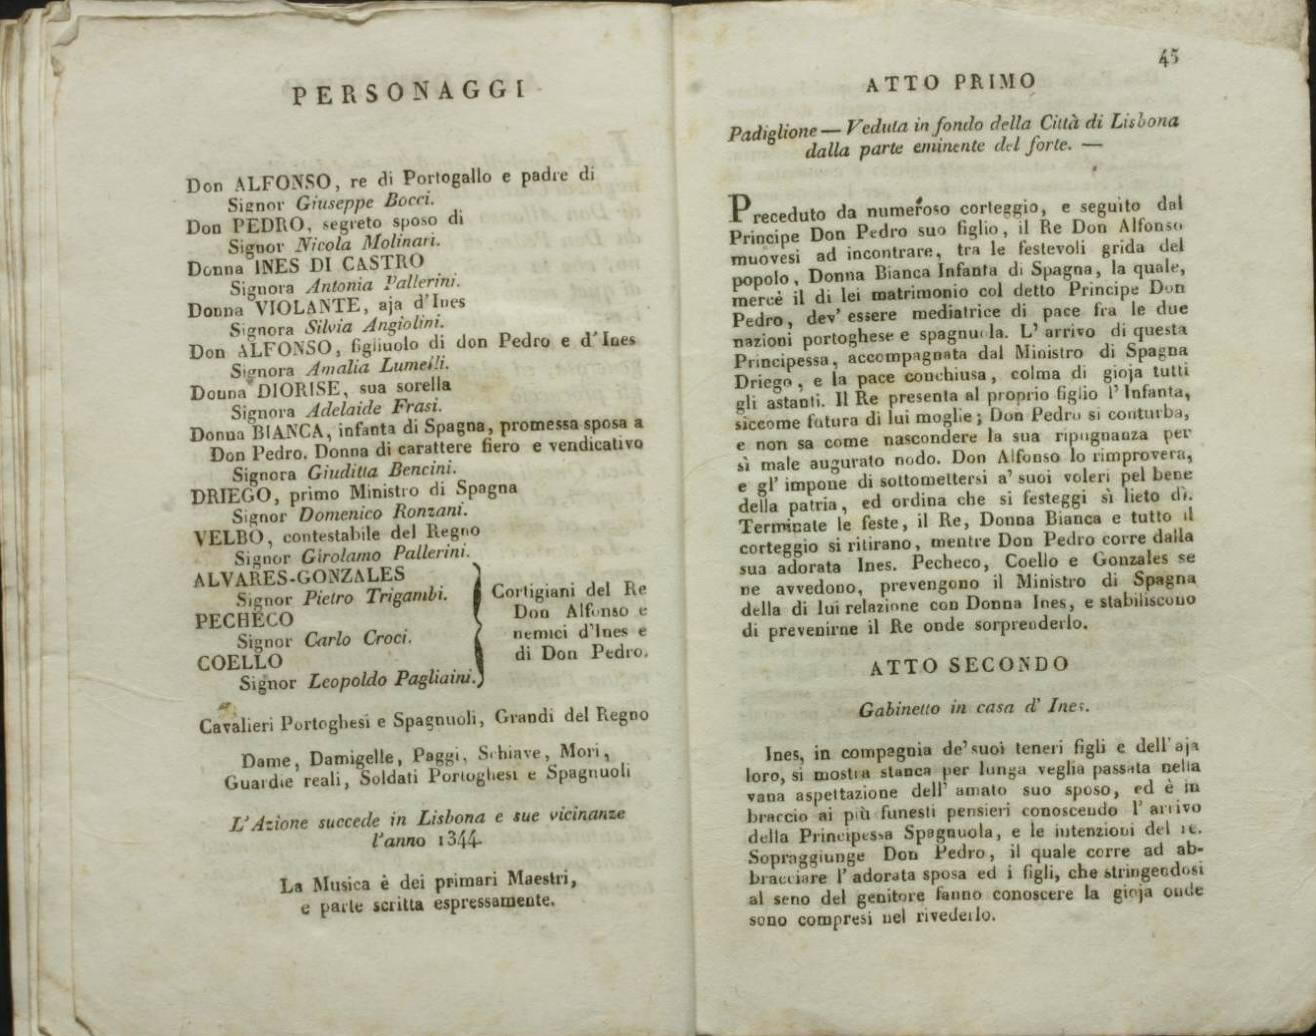 PERSONAGGI
Don ALFONSO, re di Portogallo e padre di
Signor Giuseppe Bocci.
Don PEDRO, segreto sposo di
Signor Nicola Molinari.
Donna INES DI CASTRO
Signora Antonia Pallerini.
Donna VIOLANTE, aja d'Ines
Signora Silvia Angiolini.
Don ALFONSO, figliuolo di don Pedro e d'Ines
Signora Amalia Lumelli.
Donna DIORISE, sua sorella
Signora Adelaide Frasi.
Donna BIANCA, infanta di Spagna, promessa sposa a
Don Pedro. Donna di carattere fiero e vendicativo
Signora Giuditta Bencini.
DRIEGO, primo Ministro di Spagna
Signor Domenico Ronzani.
VELBO, contestabile del Regno
Signor Girolamo Pallerini.
ALVARES-GONZALES
Signor Pietro Trigambi.
PECHECO
Signor Carlo Croci.
COELLO
Signor Leopoldo Pagliaini.
Cortigiani del Re
Don Alfonso e
nemici d'Ines e
di Don Pedro.
Cavalieri Portoghesi e Spagnuoli, Grandi del Regno
Dame, Damigelle, Paggi, Schiave, Mori,
Guardie reali, Soldati Portoghesi e Spagnuoli
L'Azione succede in Lisbona e sue vicinanze
l'anno 1344.
La Musica è dei primari Maestri,
e parte scritta espressamente.
45
ATTO PRIMO
Padiglione — Veduta in fondo della Città di Lisbona
dalla parte eminente del forte. —
Preceduto da numeroso corteggio, e seguito dal
Principe Don Pedro suo figlio, il Re Don Alfonso
muovesi ad incontrare, tra le festevoli grida del
popolo, Donna Bianca Infanta di Spagna, la quale,
mercè il di lei matrimonio col detto Principe Don
Pedro, dev' essere mediatrice di pace fra le due
nazioni portoghese e spagnuola. L' arrivo di questa
Principessa, accompagnata dal Ministro di Spagna
Driego, e la pace conchiusa, colma di gioja tutti
gli astanti. Il Re presenta al proprio figlio l' Infanta,
siccome futura di lui moglie; Don Pedro si conturba,
e non sa come nascondere la sua ripugnanza per
sì male augurato nodo. Don Alfonso lo rimprovera,
e gl' impone di sottomettersi a' suoi voleri pel bene
della patria, ed ordina che si festeggi sì lieto dì.
Terminate le feste, il Re, Donna Bianca e tutto il
corteggio si ritirano, mentre Don Pedro corre dalla
sua adorata Ines. Pecheco, Coello e Gonzales se
ne avvedono, prevengono il Ministro di Spagna
della di lui relazione con Donna Ines, e stabiliscono
di prevenirne il Re onde sorprenderlo.
ATTO SECONDO
Gabinetto in casa d' Ines.
Ines, in compagnia de' suoi teneri figli e dell' aja
loro, si mostra stanca per lunga veglia passata nella
vana aspettazione dell' amato suo sposo, ed è in
braccio ai più funesti pensieri conoscendo l' arrivo
della Principessa Spagnuola, e le intenzioni del re.
Sopraggiunge Don Pedro, il quale corre ad ab-
bracciare l' adorata sposa ed i figli, che stringendosi
al seno del genitore fanno conoscere la gioja onde
sono compresi nel rivederlo.